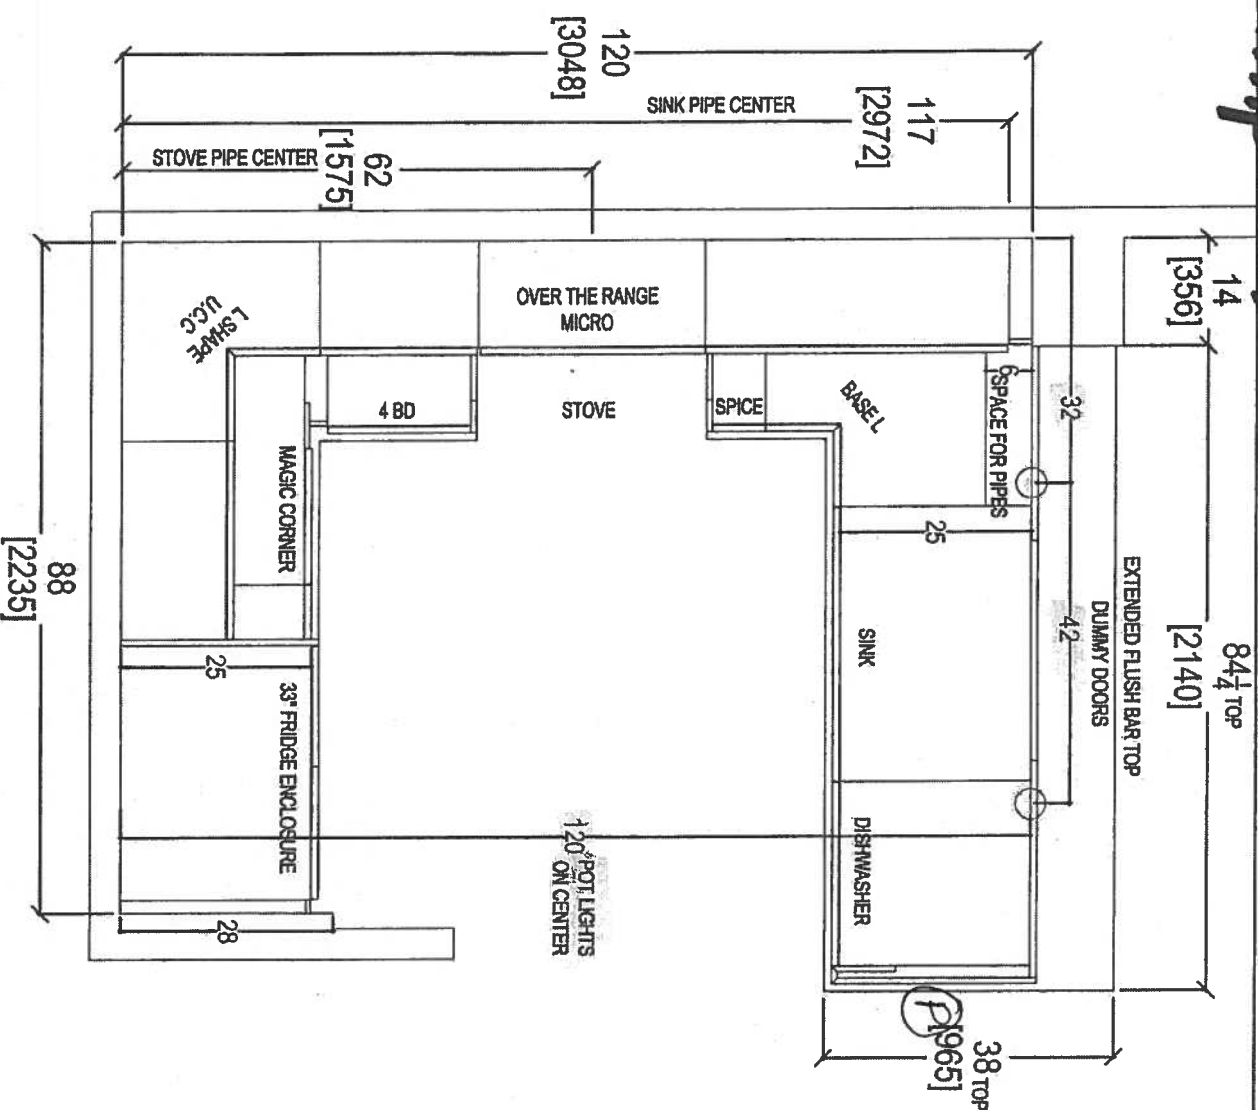 120
[3048]
SINK PIPE CENTER
117
[2972]
STOVE PIPE CENTER
62
[1575]
14
[356]
84 1/4 TOP
[2140]
EXTENDED FLUSH BAR TOP
DUMMY DOORS
32
42
6
SPACE FOR PIPES
25
BASE L
SPICE
SINK
DISHWASHER
OVER THE RANGE
MICRO
STOVE
4 BD
L SHAPE
U.C.C
MAGIC CORNER
25
33" FRIDGE ENCLOSURE
28
88
[2235]
120" POT LIGHTS
ON CENTER
P
38 TOP
[965]